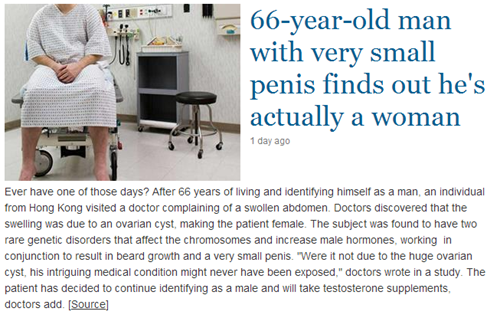 66-year-old man
with very small
penis finds out he's
actually a woman
1 day ago
Ever have one of those days? After 66 years of living and identifying himself as a man, an individual
from Hong Kong visited a doctor complaining of a swollen abdomen. Doctors discovered that the
swelling was due to an ovarian cyst, making the patient female. The subject was found to have two
rare genetic disorders that affect the chromosomes and increase male hormones, working  in
conjunction to result in beard growth and a very small penis. "Were it not due to the huge ovarian
cyst, his intriguing medical condition might never have been exposed," doctors wrote in a study. The
patient has decided to continue identifying as a male and will take testosterone supplements,
doctors add. [Source]